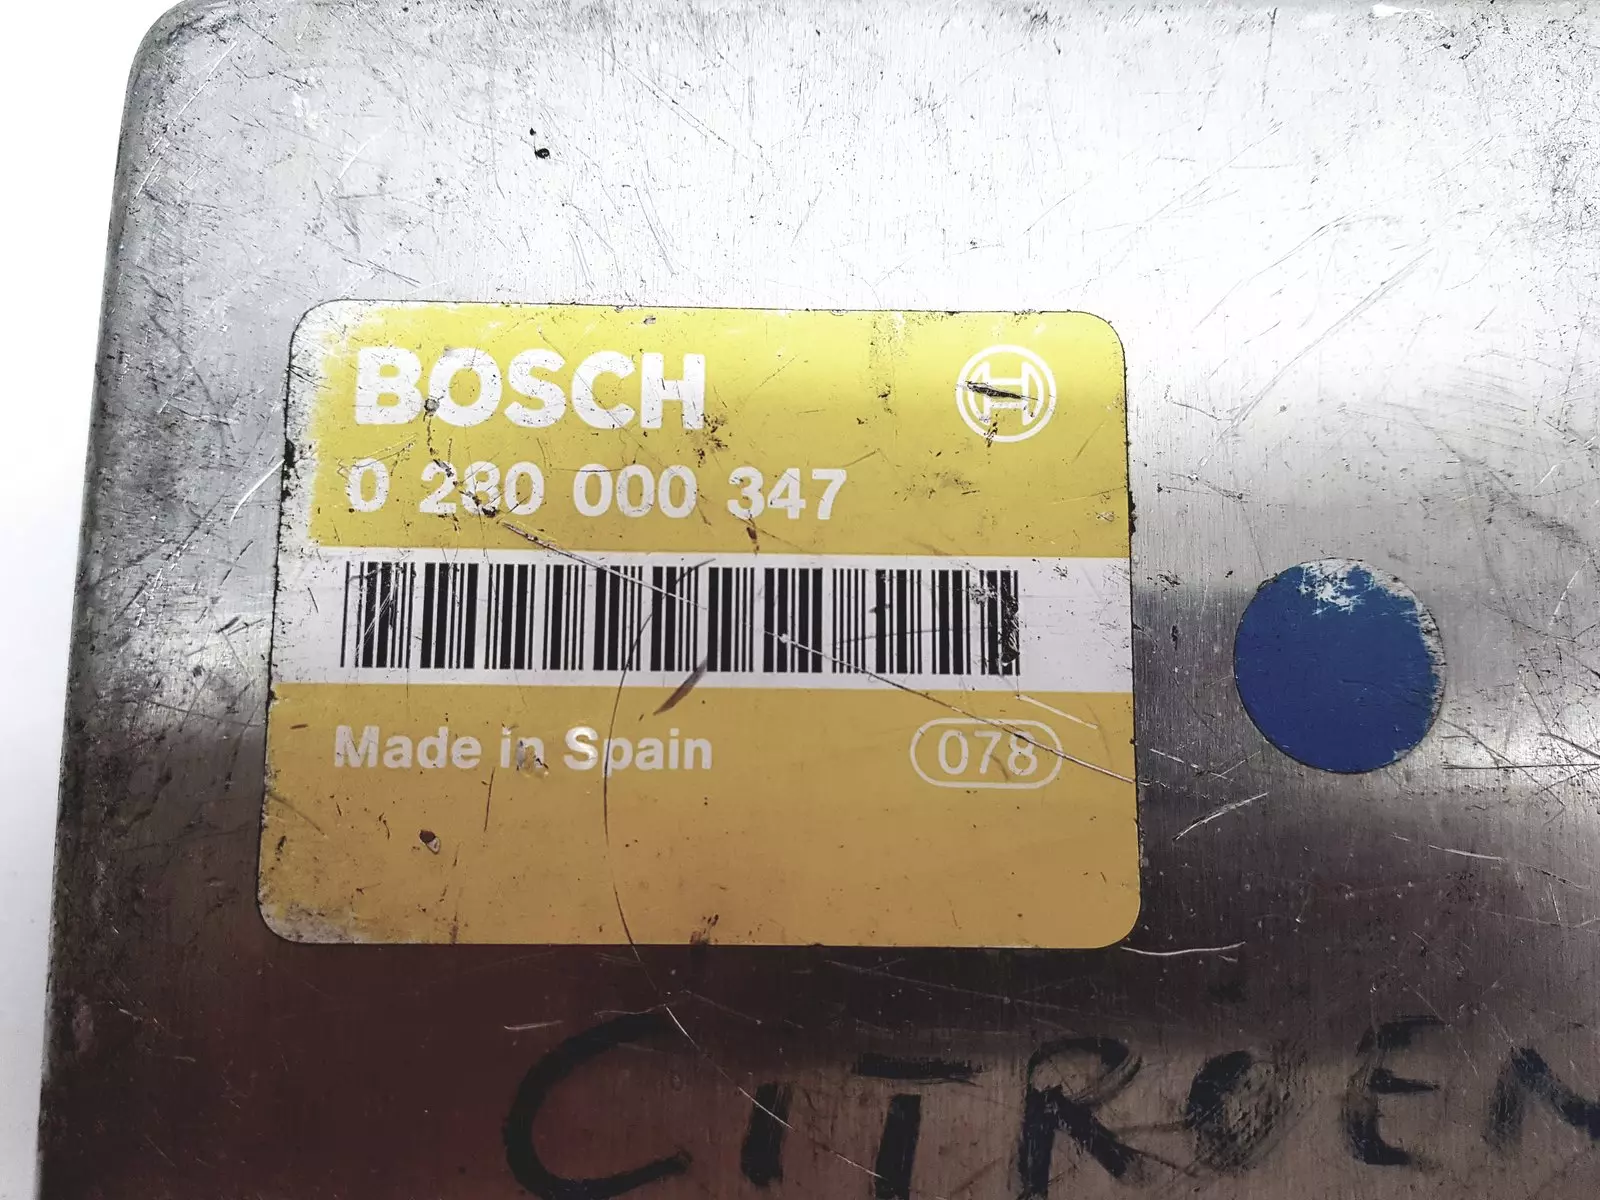 BOSCH
0 280 000 347
Made in Spain
078
CITROEN